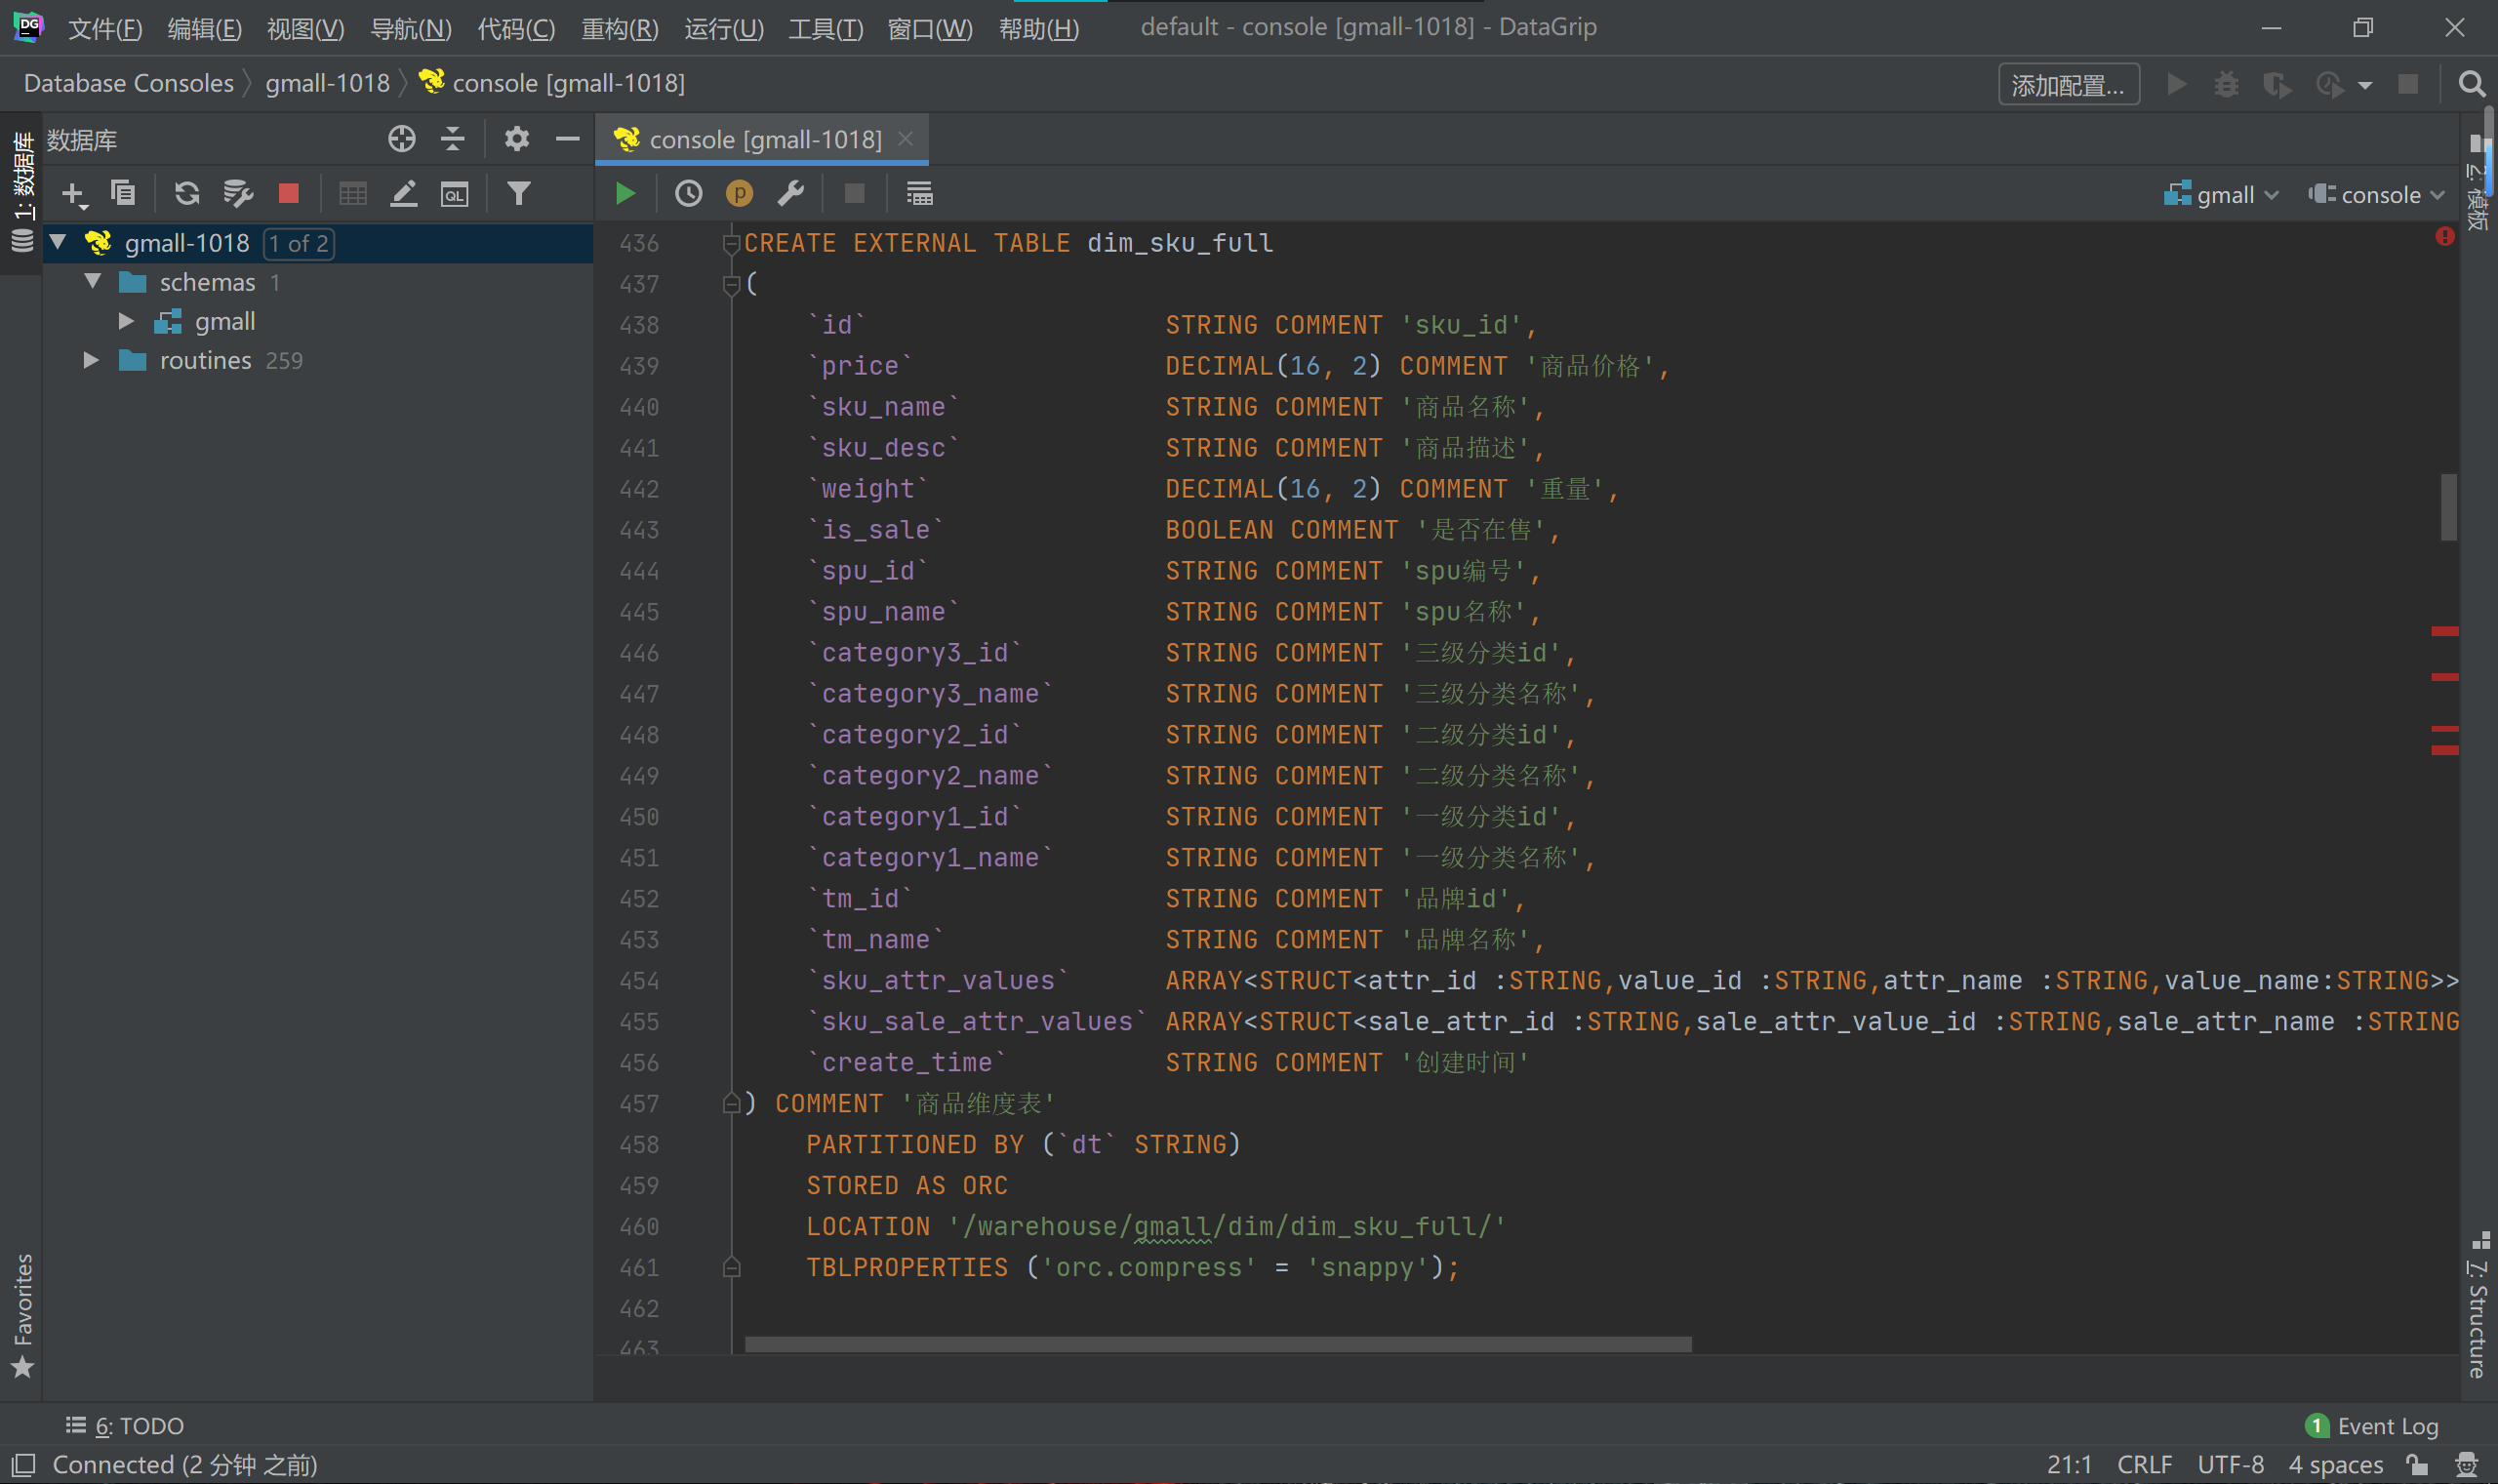 文件(F) 编辑(E) 视图(V) 导航(N) 代码(C) 重构(R) 运行(U) 工具(T) 窗口(W) 帮助(H) default - console [gmall-1018] - DataGrip
Database Consoles gmall-1018 console [gmall-1018] 添加配置...
1: 数据库
数据库
console [gmall-1018]
gmall console
gmall-1018 1 of 2
schemas 1
gmall
routines 259
436 CREATE EXTERNAL TABLE dim_sku_full
437 (
438 `id` STRING COMMENT 'sku_id',
439 `price` DECIMAL(16, 2) COMMENT '商品价格',
440 `sku_name` STRING COMMENT '商品名称',
441 `sku_desc` STRING COMMENT '商品描述',
442 `weight` DECIMAL(16, 2) COMMENT '重量',
443 `is_sale` BOOLEAN COMMENT '是否在售',
444 `spu_id` STRING COMMENT 'spu编号',
445 `spu_name` STRING COMMENT 'spu名称',
446 `category3_id` STRING COMMENT '三级分类id',
447 `category3_name` STRING COMMENT '三级分类名称',
448 `category2_id` STRING COMMENT '二级分类id',
449 `category2_name` STRING COMMENT '二级分类名称',
450 `category1_id` STRING COMMENT '一级分类id',
451 `category1_name` STRING COMMENT '一级分类名称',
452 `tm_id` STRING COMMENT '品牌id',
453 `tm_name` STRING COMMENT '品牌名称',
454 `sku_attr_values` ARRAY<STRUCT<attr_id :STRING,value_id :STRING,attr_name :STRING,value_name:STRING>>
455 `sku_sale_attr_values` ARRAY<STRUCT<sale_attr_id :STRING,sale_attr_value_id :STRING,sale_attr_name :STRING
456 `create_time` STRING COMMENT '创建时间'
457 ) COMMENT '商品维度表'
458 PARTITIONED BY (`dt` STRING)
459 STORED AS ORC
460 LOCATION '/warehouse/gmall/dim/dim_sku_full/'
461 TBLPROPERTIES ('orc.compress' = 'snappy');
462
463
2: 模板
7: Structure
Favorites
6: TODO
1 Event Log
Connected (2 分钟 之前) 21:1 CRLF UTF-8 4 spaces